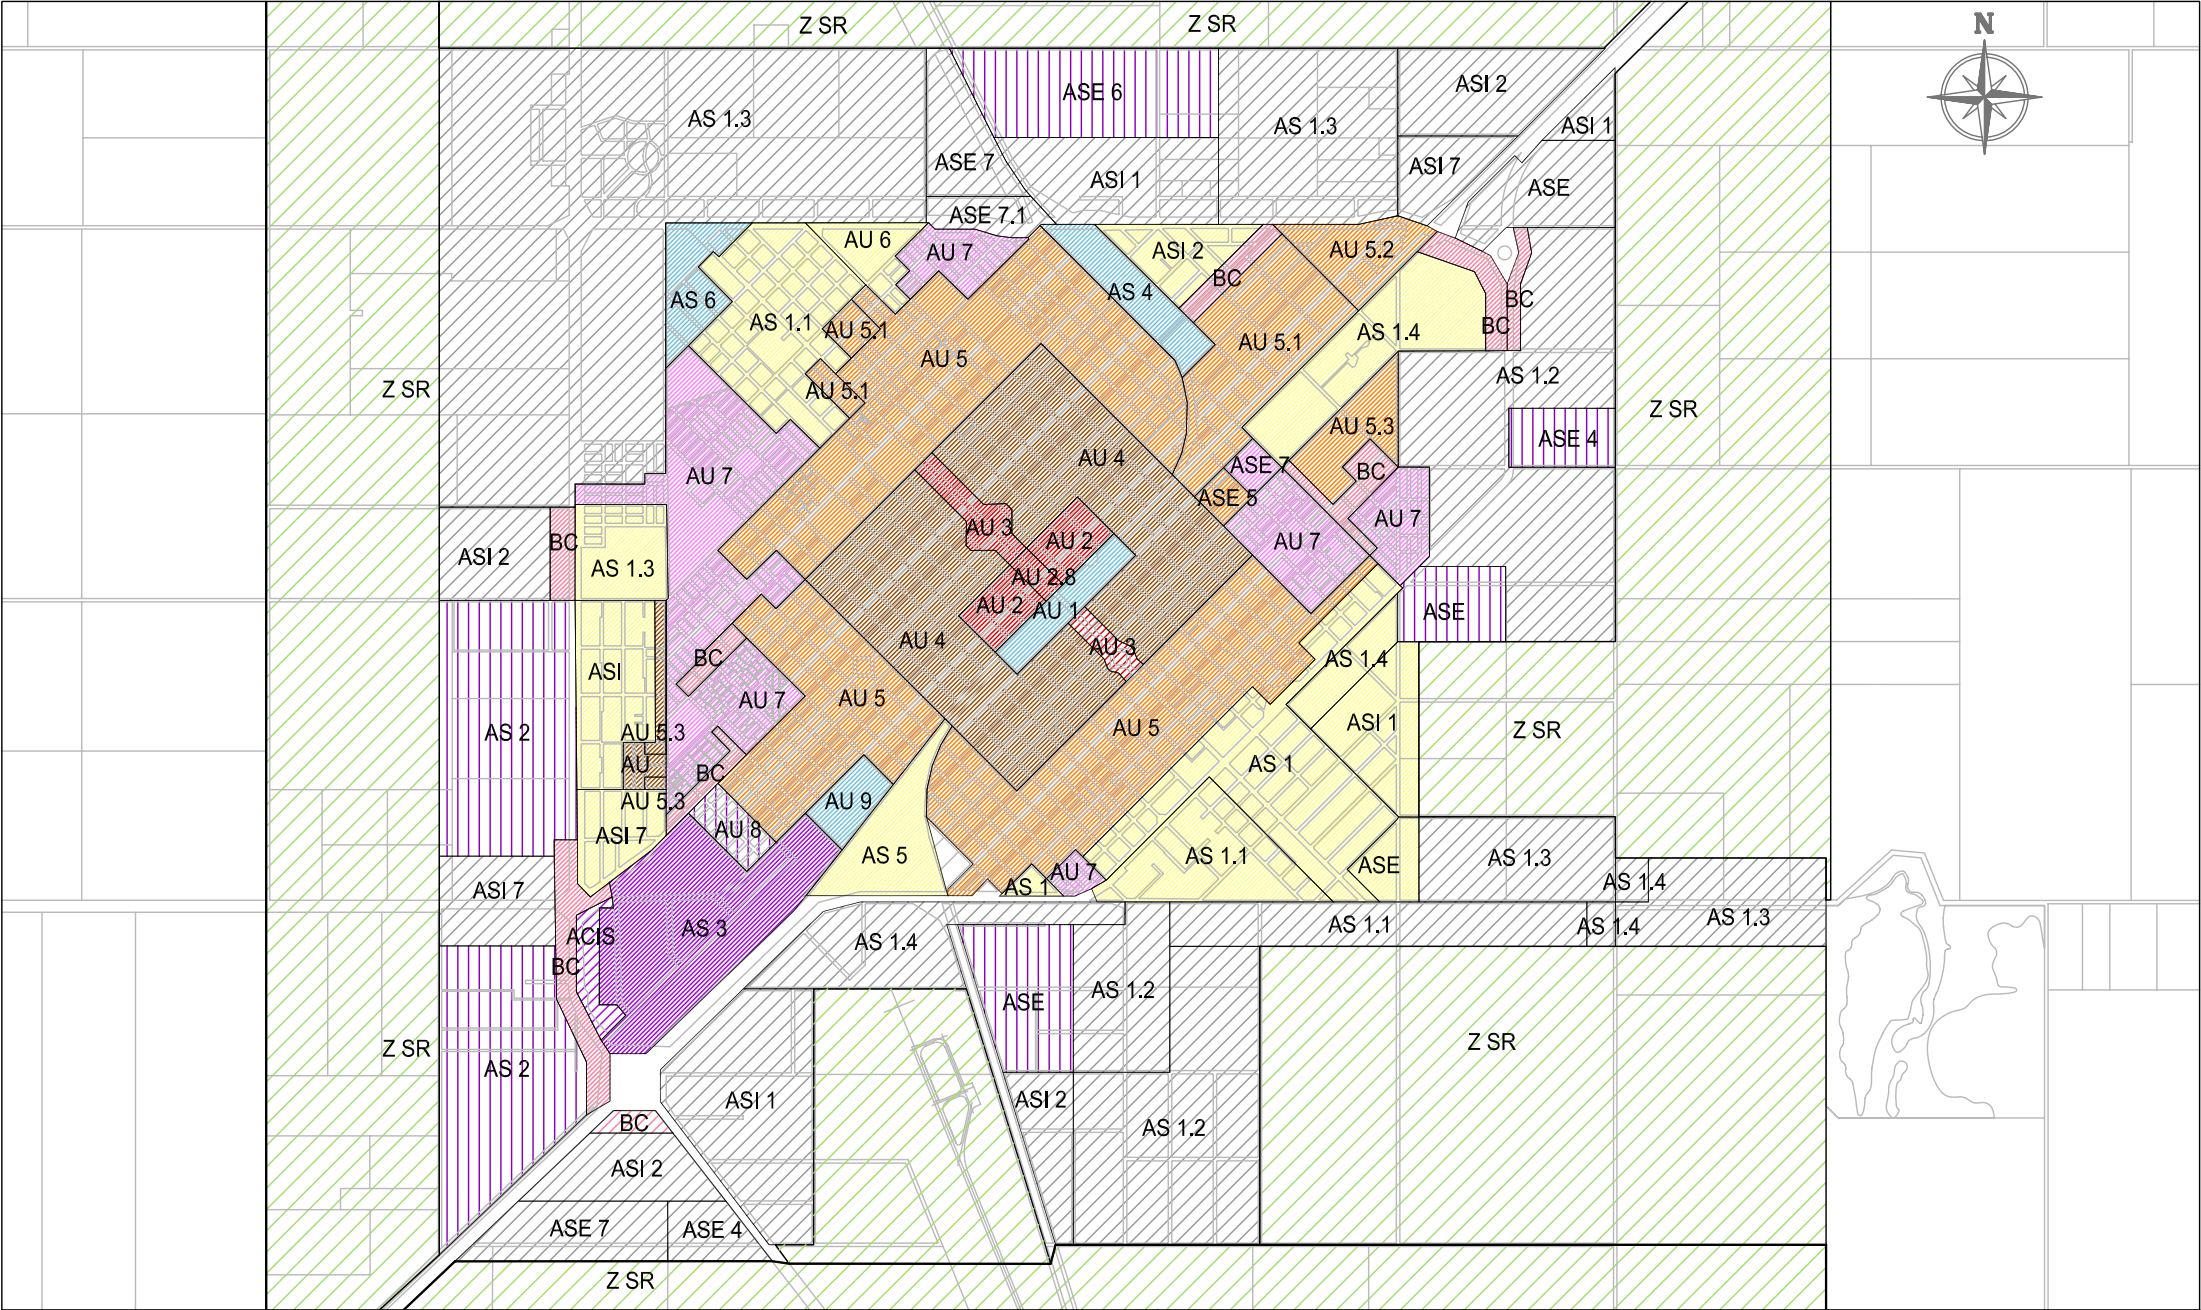 Z SR
Z SR
N
ASI 2
ASE 6
AS 1.3
AS 1.3
ASI 1
ASE 7
ASI 1
ASI 7
ASE
ASE 7.1
AU 6
AU 7
ASI 2
AU 5.2
BC
AS 6
AS 4
BC
AS 1.1
AU 5.1
BC
AS 1.4
AU 5.1
AU 5
AS 1.2
Z SR
AU 5.1
Z SR
AU 5.3
ASE 4
AU 4
ASE 7
BC
AU 7
ASE 5
AU 7
AU 3
AU 2
AU 7
BC
ASI 2
AS 1.3
AU 2.8
AU 2
AU 1
ASE
AU 4
AU 3
BC
AS 1.4
ASI
AU 7
AU 5
AU 5
ASI 1
Z SR
AS 2
AU 5.3
AU
BC
AS 1
AU 5.3
AU 9
AU 8
ASI 7
AS 5
AS 1.1
ASE
AS 1.3
AU 7
AS 1
AS 1.4
ASI 7
AS 3
AS 1.1
AS 1.4
AS 1.3
ACIS
AS 1.4
BC
AS 1.2
ASE
Z SR
Z SR
AS 2
ASI 1
ASI 2
BC
AS 1.2
ASI 2
ASE 7
ASE 4
Z SR